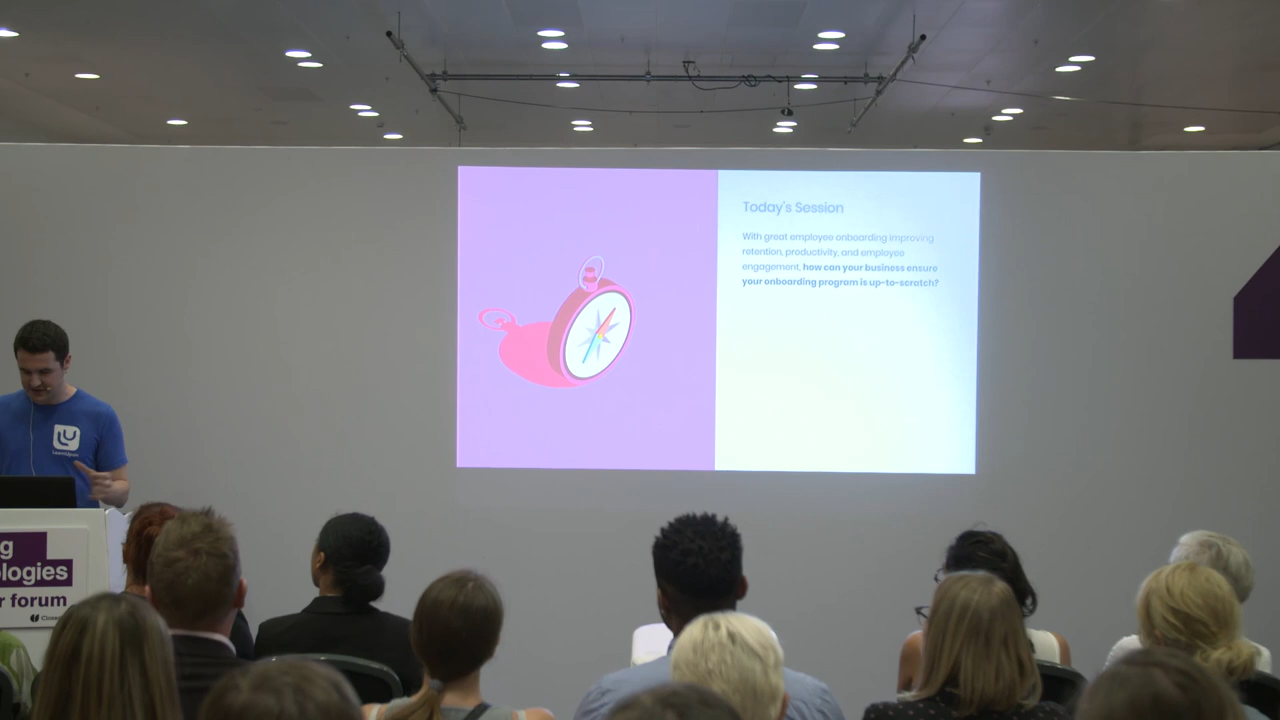 Today's Session
With great employee onboarding improving
retention, productivity, and employee
engagement, how can your business ensure
your onboarding program is up-to-scratch?
LearnUpon
g
ologies
r forum